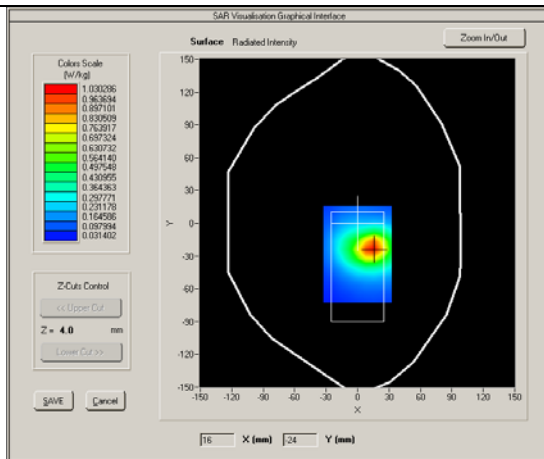 SAR Visualisation Graphical Interface
Surface Radiated Intensity
Zoom In/Out
Colors Scale
(W/kg)
1.030286
0.963694
0.897101
0.830509
0.763917
0.697324
0.630732
0.564140
0.497548
0.430955
0.364363
0.297771
0.231178
0.164586
0.097994
0.031402
Z-Cuts Control
<< Upper Cut
Z = 4.0 mm
Lower Cut >>
SAVE
Cancel
150-
120-
90-
60-
30-
0-
-30-
-60-
-90-
-120-
-150-
Y
-150 -120 -90 -60 -30 0 30 60 90 120 150
X
16 X (mm) -24 Y (mm)